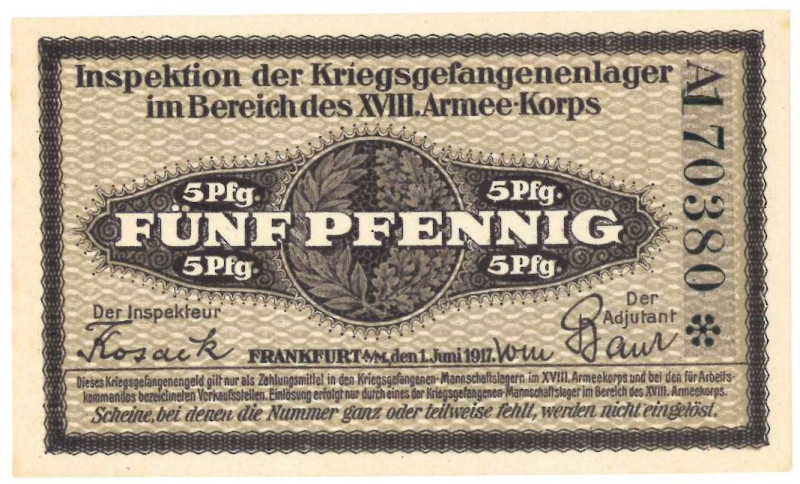 Inspektion der Kriegsgefangenenlager
im Bereich des XVIII. Armee-Korps
A170380 *
5 Pfg. 5 Pfg.
FÜNF PFENNIG
5 Pfg. 5 Pfg.
Der Inspekteur
Der
Adjutant
Kosack
FRANKFURT A/M, den 1. Juni 1917.
vom Baur
Dieses Kriegsgefangenengeld gilt nur als Zahlungsmittel in den Kriegsgefangenen-Mannschaftslagern im XVIII. Armeekorps und bei den für Arbeits-
kommandos bezeichneten Verkaufsstellen. Einlösung erfolgt nur durch eines der Kriegsgefangenen-Mannschaftslager im Bereich des XVIII. Armeekorps.
Scheine, bei denen die Nummer ganz oder teilweise fehlt, werden nicht eingelöst.